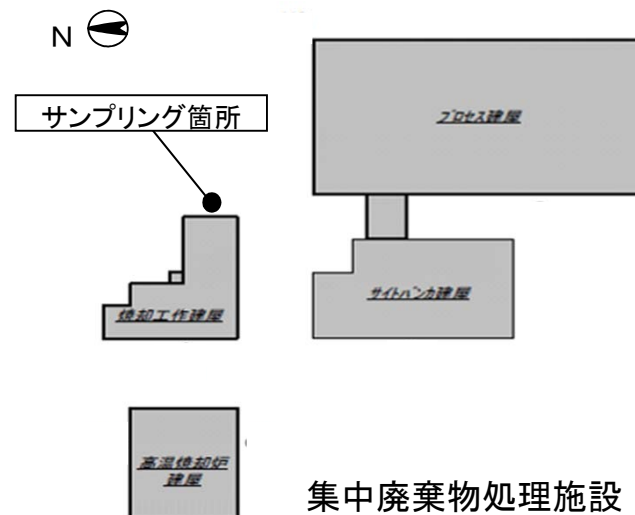 N
サンプリング箇所
プロセス建屋
サイトバンカ建屋
焼却工作建屋
高温焼却炉
建屋
集中廃棄物処理施設